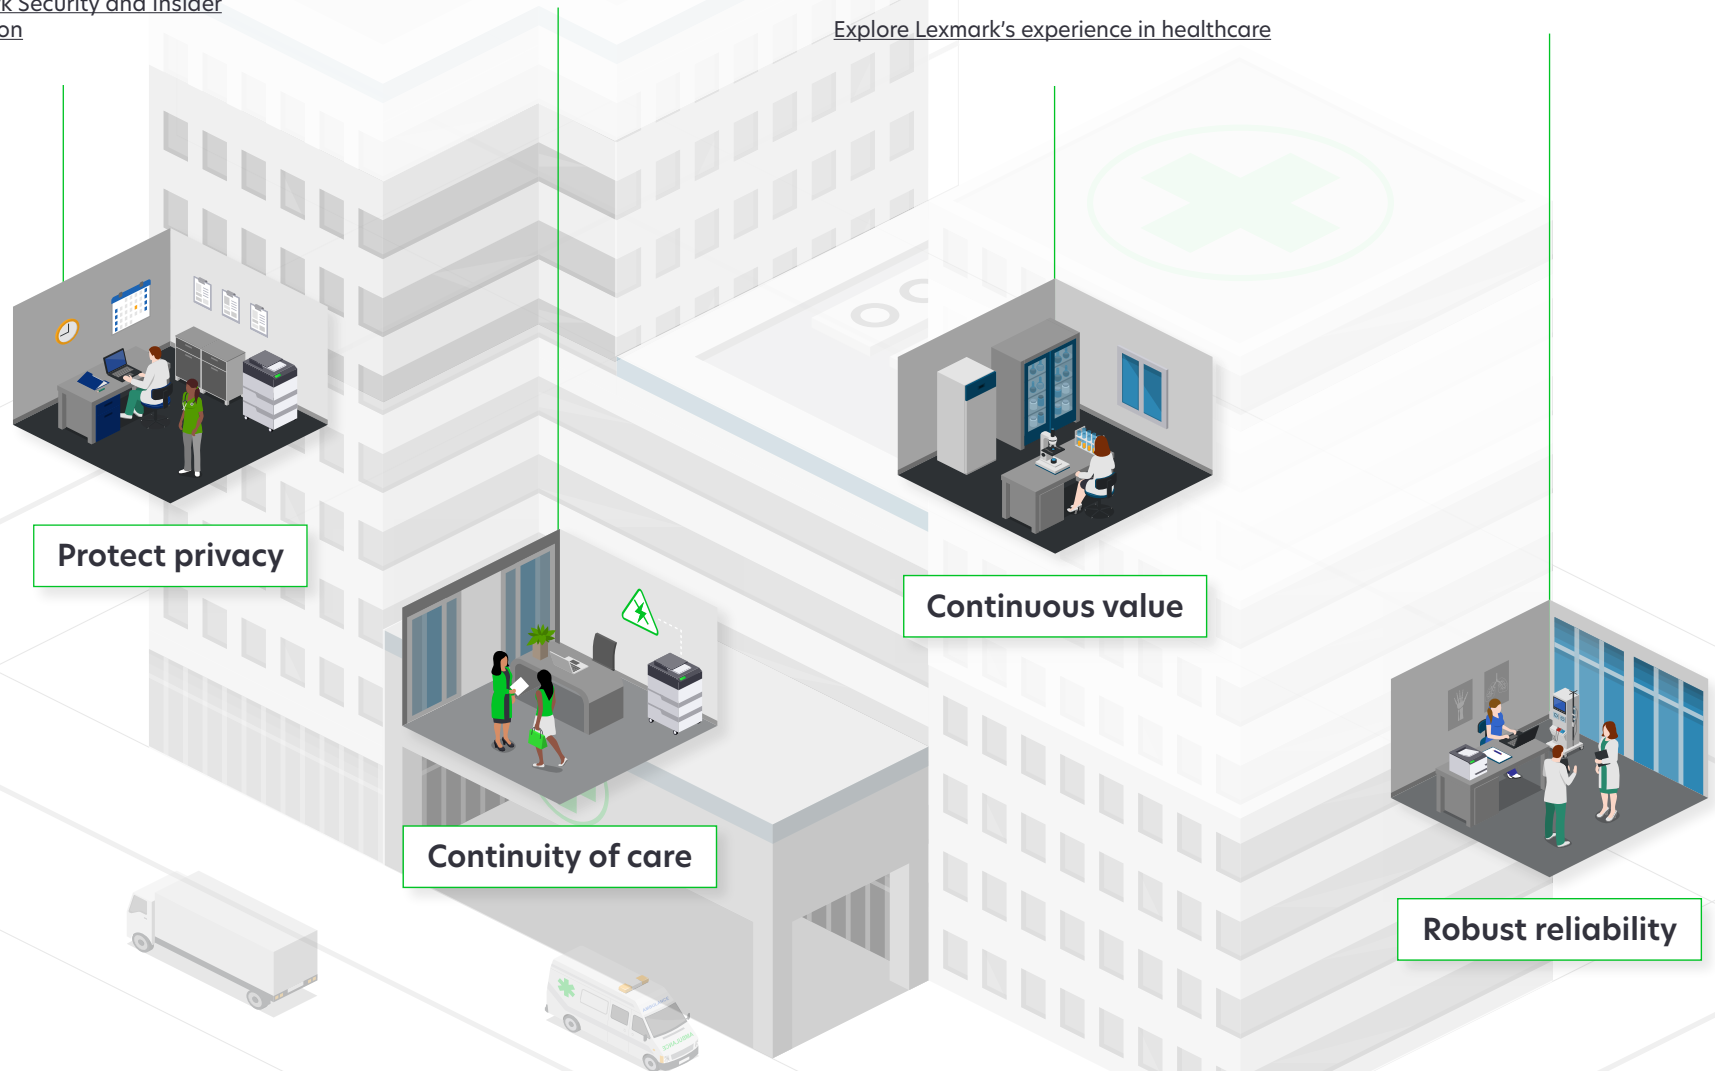 k Security and Insider
on
Explore Lexmark's experience in healthcare
Protect privacy
Continuous value
Continuity of care
Robust reliability